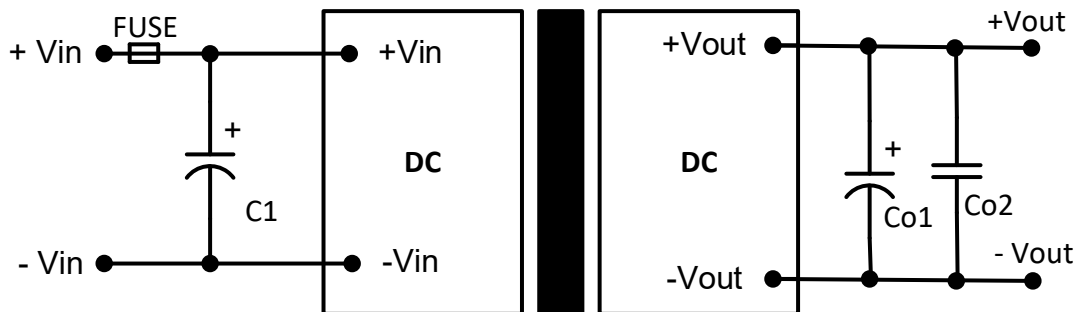 FUSE
+ Vin
+Vin
+
DC
C1
- Vin
-Vin
+Vout
+Vout
DC
+
Co1
Co2
-Vout
- Vout